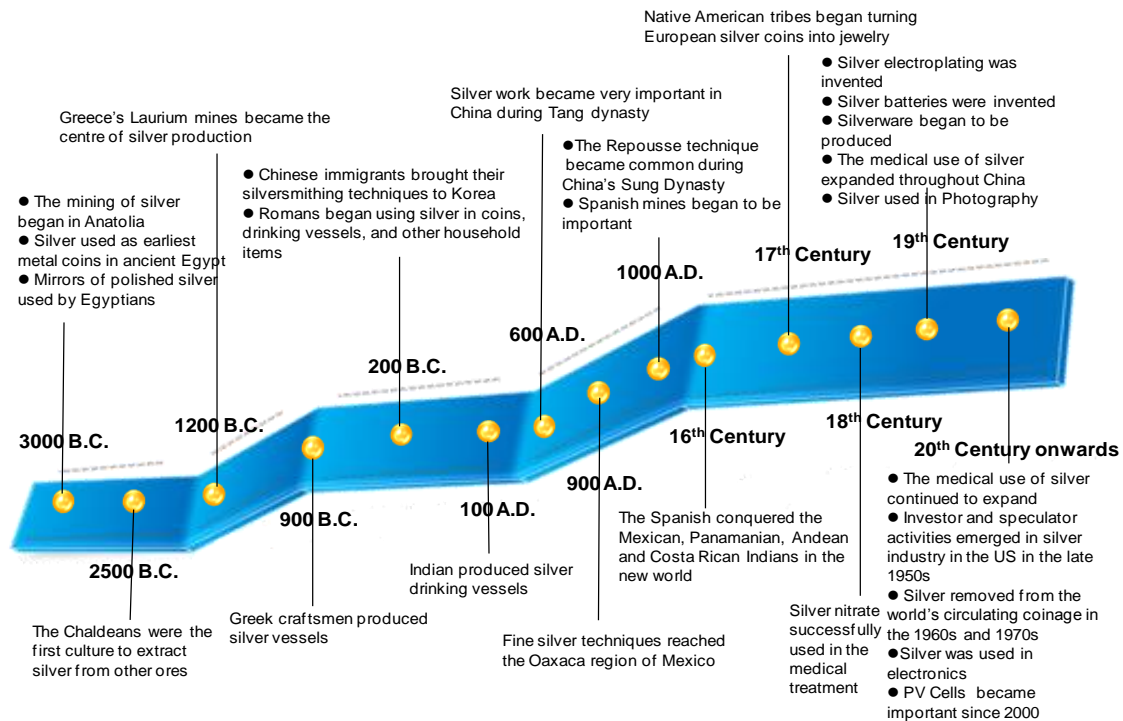 Native American tribes began turning
European silver coins into jewelry
● Silver electroplating was
invented
● Silver batteries were invented
● Silverware began to be
produced
● The medical use of silver
expanded throughout China
● Silver used in Photography
Silver work became very important in
China during Tang dynasty
Greece's Laurium mines became the
centre of silver production
●The Repousse technique
became common during
China's Sung Dynasty
● Spanish mines began to be
important
● Chinese immigrants brought their
silversmithing techniques to Korea
● Romans began using silver in coins,
drinking vessels, and other household
items
● The mining of silver
began in Anatolia
● Silver used as earliest
metal coins in ancient Egypt
● Mirrors of polished silver
used by Egyptians
3000 B.C.
2500 B.C.
1200 B.C.
900 B.C.
200 B.C.
100 A.D.
600 A.D.
900 A.D.
1000 A.D.
16th Century
17th Century
18th Century
19th Century
20th Century onwards
The Chaldeans were the
first culture to extract
silver from other ores
Greek craftsmen produced
silver vessels
Indian produced silver
drinking vessels
Fine silver techniques reached
the Oaxaca region of Mexico
The Spanish conquered the
Mexican, Panamanian, Andean
and Costa Rican Indians in the
new world
Silver nitrate
successfully
used in the
medical
treatment
● The medical use of silver
continued to expand
● Investor and speculator
activities emerged in silver
industry in the US in the late
1950s
● Silver removed from the
world's circulating coinage in
the 1960s and 1970s
●Silver was used in
electronics
● PV Cells became
important since 2000